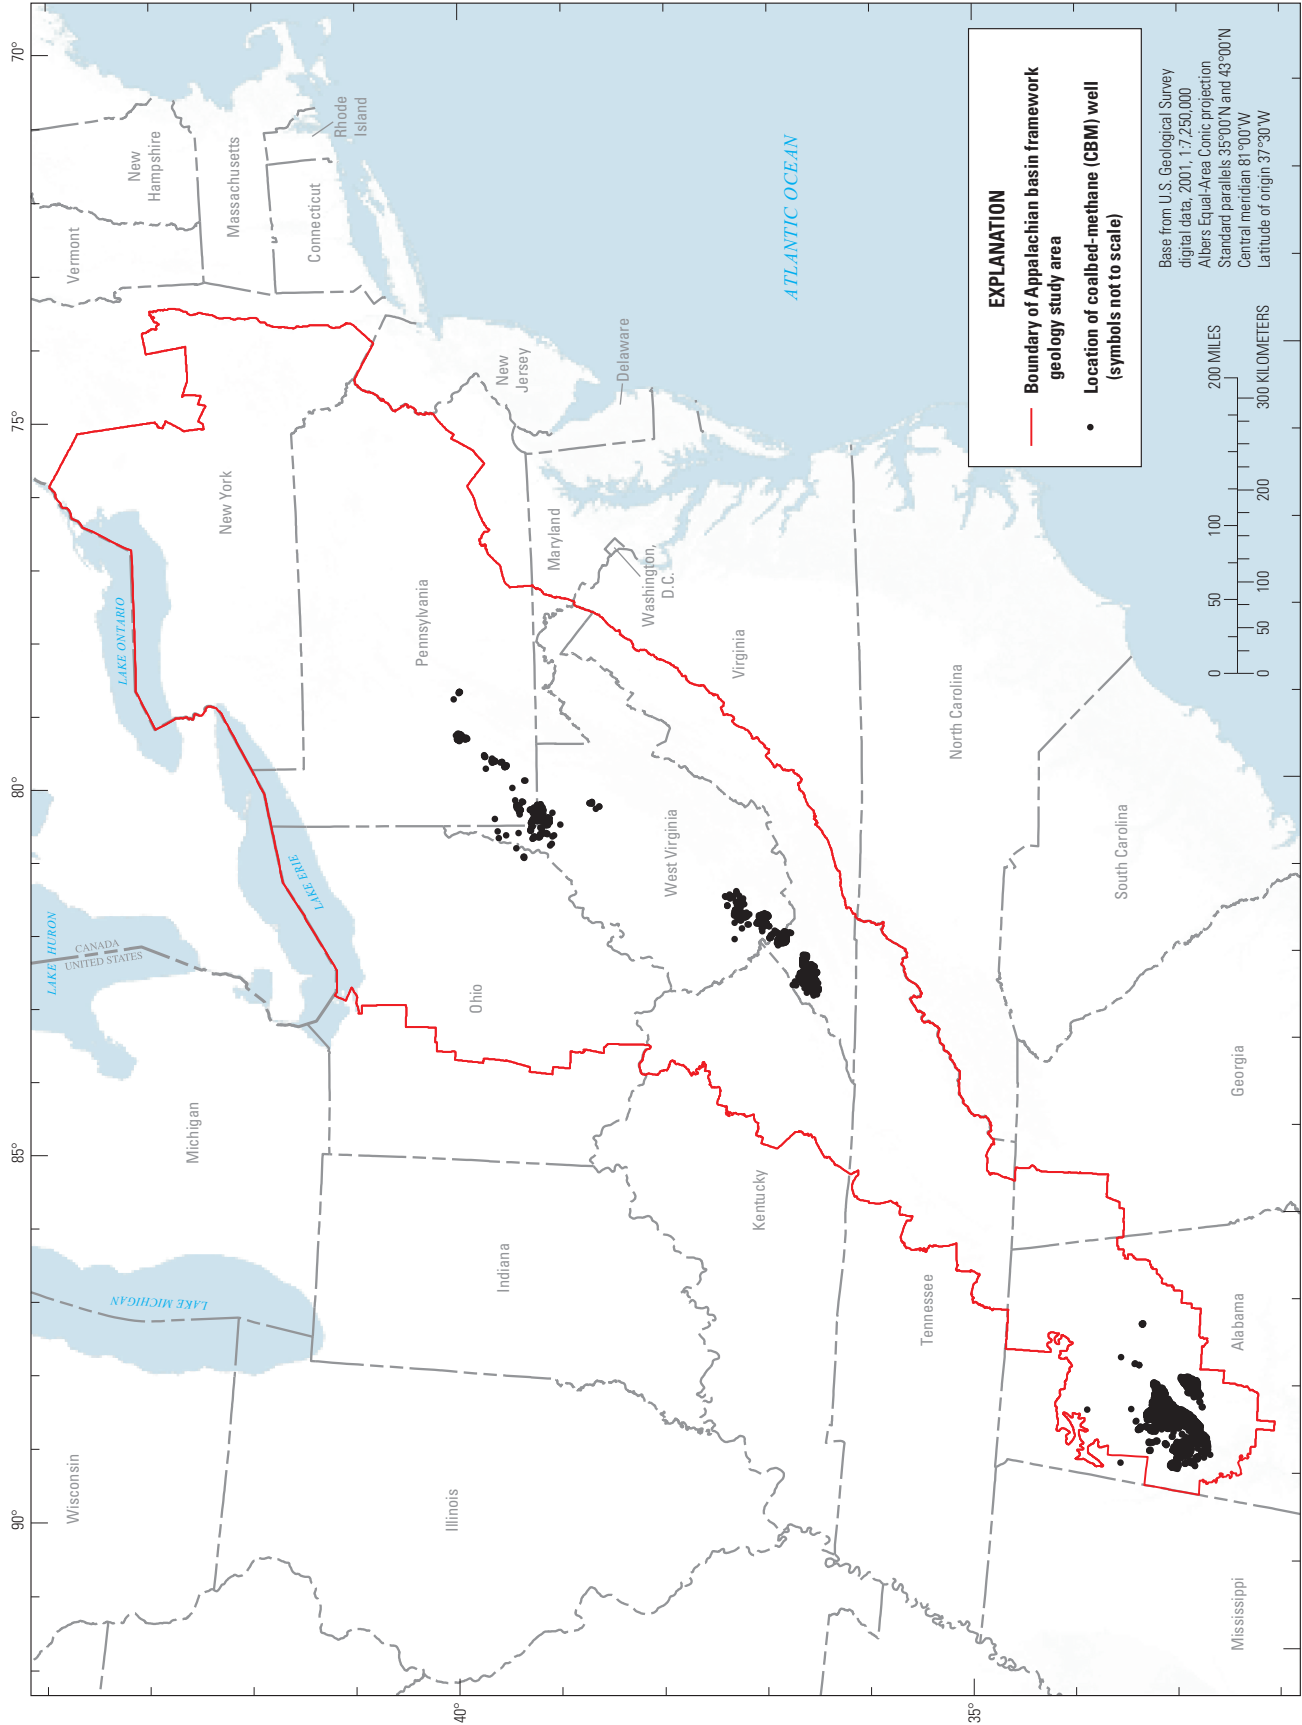 70°
75°
80°
85°
90°
40°
35°
Vermont
New
Hampshire
Massachusetts
Rhode
Island
Connecticut
New York
New
Jersey
Delaware
Pennsylvania
Maryland
Washington,
D.C.
Virginia
West Virginia
North Carolina
South Carolina
Ohio
Michigan
Indiana
Kentucky
Tennessee
Georgia
Alabama
Wisconsin
Illinois
Mississippi
LAKE ONTARIO
LAKE ERIE
LAKE HURON
CANADA
UNITED STATES
LAKE MICHIGAN
ATLANTIC OCEAN
EXPLANATION
Boundary of Appalachian basin framework
geology study area
Location of coalbed-methane (CBM) well
(symbols not to scale)
Base from U.S. Geological Survey
digital data, 2001, 1:7,250,000
Albers Equal-Area Conic projection
Standard parallels 35°00'N and 43°00'N
Central meridian 81°00'W
Latitude of origin 37°30'W
0 50 100 200 MILES
0 50 100 200 300 KILOMETERS